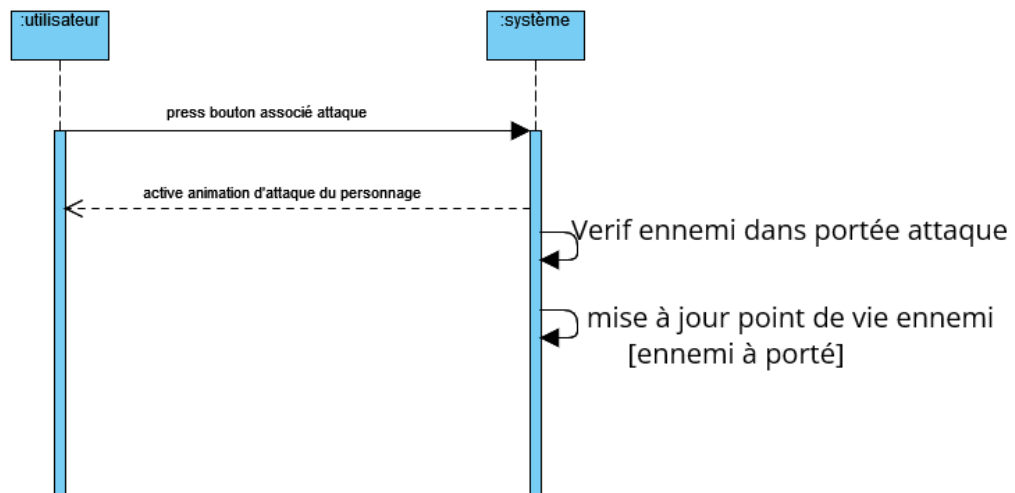 :utilisateur
:système
press bouton associé attaque
active animation d'attaque du personnage
Verif ennemi dans portée attaque
mise à jour point de vie ennemi
[ennemi à porté]